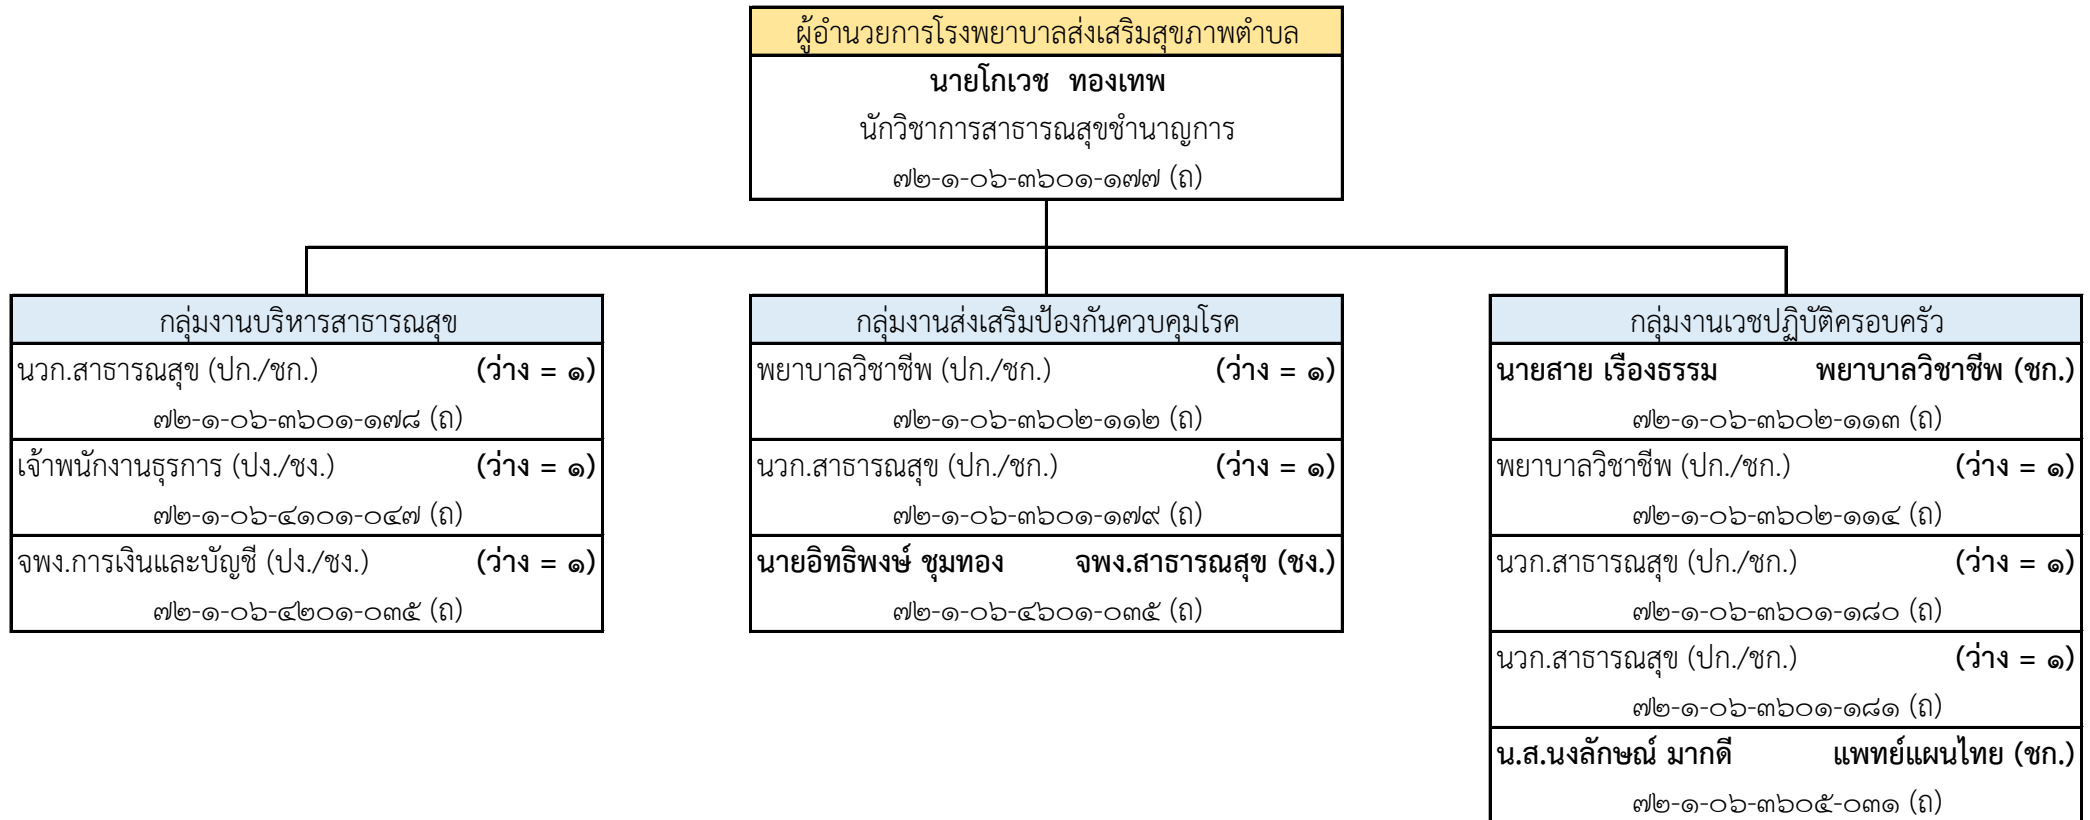 ผู้อำนวยการโรงพยาบาลส่งเสริมสุขภาพตำบล
นายโกเวช ทองเทพ
นักวิชาการสาธารณสุขชำนาญการ
๗๒-๑-๐๖-๓๖๐๑-๑๗๗ (ถ)
กลุ่มงานบริหารสาธารณสุข
นวก.สาธารณสุข (ปก./ชก.) (ว่าง = ๑)
๗๒-๑-๐๖-๓๖๐๑-๑๗๘ (ถ)
เจ้าพนักงานธุรการ (ปง./ชง.) (ว่าง = ๑)
๗๒-๑-๐๖-๔๑๐๑-๐๔๗ (ถ)
จพง.การเงินและบัญชี (ปง./ชง.) (ว่าง = ๑)
๗๒-๑-๐๖-๔๒๐๑-๐๓๕ (ถ)
กลุ่มงานส่งเสริมป้องกันควบคุมโรค
พยาบาลวิชาชีพ (ปก./ชก.) (ว่าง = ๑)
๗๒-๑-๐๖-๓๖๐๒-๑๑๒ (ถ)
นวก.สาธารณสุข (ปก./ชก.) (ว่าง = ๑)
๗๒-๑-๐๖-๓๖๐๑-๑๗๙ (ถ)
นายอิทธิพงษ์ ชุมทอง จพง.สาธารณสุข (ชง.)
๗๒-๑-๐๖-๔๖๐๑-๐๓๕ (ถ)
กลุ่มงานเวชปฏิบัติครอบครัว
นายสาย เรืองธรรม พยาบาลวิชาชีพ (ชก.)
๗๒-๑-๐๖-๓๖๐๒-๑๑๓ (ถ)
พยาบาลวิชาชีพ (ปก./ชก.) (ว่าง = ๑)
๗๒-๑-๐๖-๓๖๐๒-๑๑๔ (ถ)
นวก.สาธารณสุข (ปก./ชก.) (ว่าง = ๑)
๗๒-๑-๐๖-๓๖๐๑-๑๘๐ (ถ)
นวก.สาธารณสุข (ปก./ชก.) (ว่าง = ๑)
๗๒-๑-๐๖-๓๖๐๑-๑๘๑ (ถ)
น.ส.นงลักษณ์ มากดี แพทย์แผนไทย (ชก.)
๗๒-๑-๐๖-๓๖๐๕-๐๓๑ (ถ)